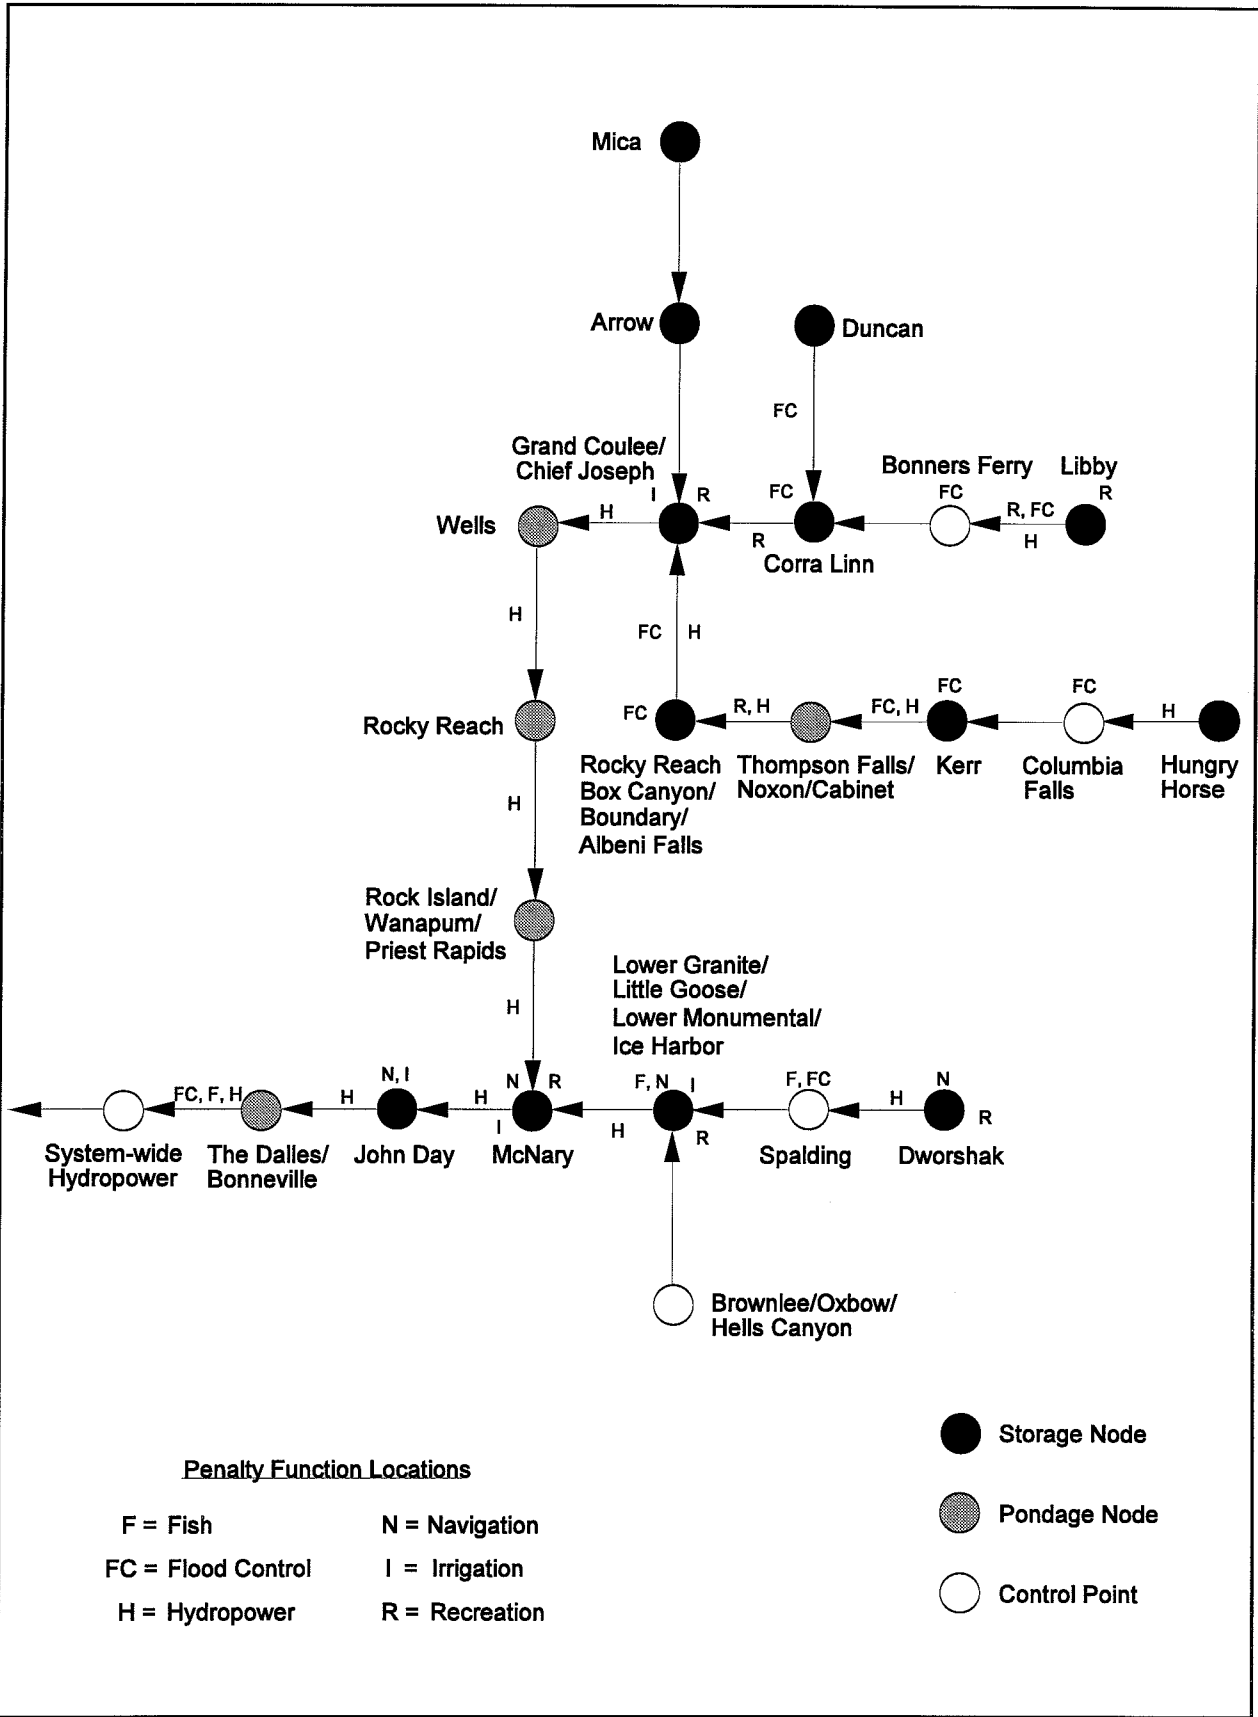 Mica
Arrow
Duncan
FC
Grand Coulee/
Chief Joseph
Bonners Ferry
Libby
I
R
FC
FC
R
R, FC
Wells
H
R
H
Corra Linn
H
FC
H
FC
FC
Rocky Reach
FC
R, H
FC, H
H
Rocky Reach
Box Canyon/
Boundary/
Albeni Falls
Thompson Falls/
Noxon/Cabinet
Kerr
Columbia
Falls
Hungry
Horse
H
Rock Island/
Wanapum/
Priest Rapids
H
Lower Granite/
Little Goose/
Lower Monumental/
Ice Harbor
FC, F, H
H
N, I
H
N
R
I
H
F, N
I
R
F, FC
H
N
R
System-wide
Hydropower
The Dalles/
Bonneville
John Day
McNary
Spalding
Dworshak
Brownlee/Oxbow/
Hells Canyon
Penalty Function Locations
F = Fish
FC = Flood Control
H = Hydropower
N = Navigation
I = Irrigation
R = Recreation
Storage Node
Pondage Node
Control Point